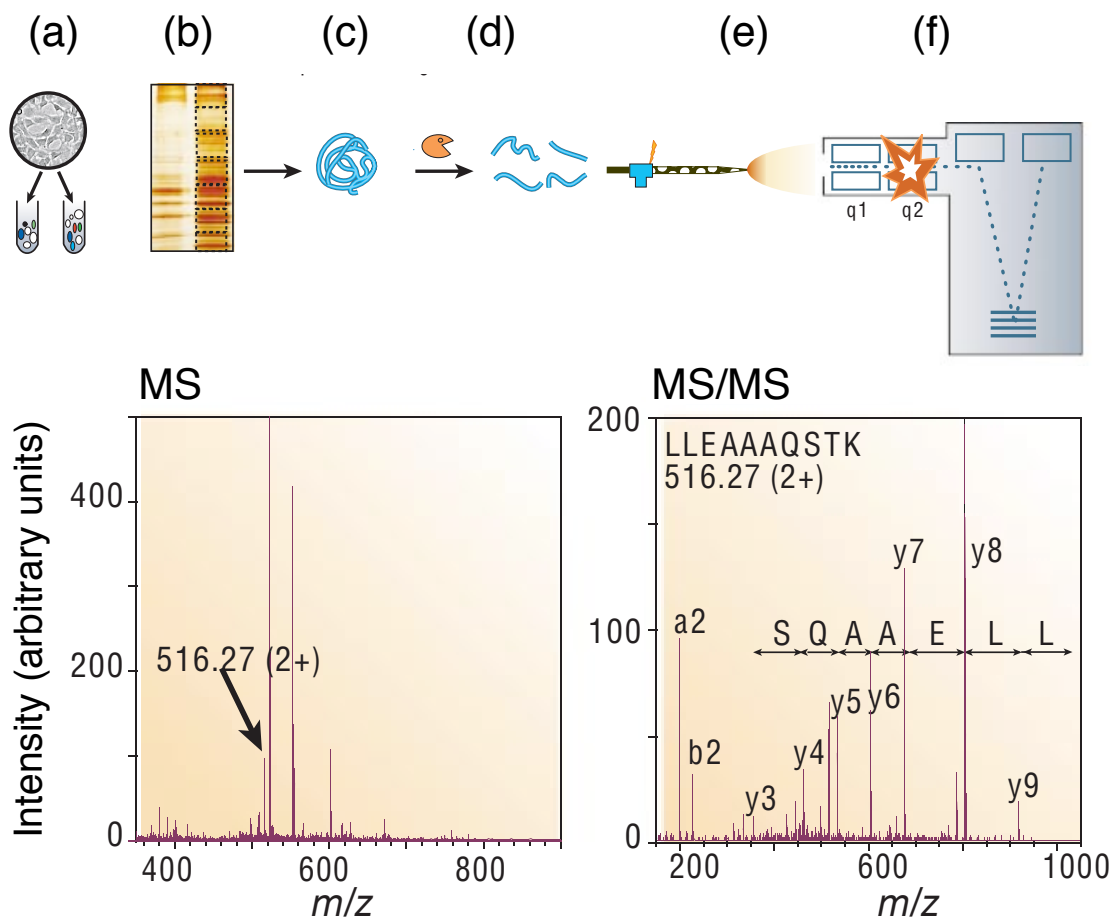 (a) (b) (c) (d) (e) (f)
q1 q2
MS
Intensity (arbitrary units)
400
200
0
516.27 (2+)
400 600 800
m/z
MS/MS
200
100
0
LLEAAAQSTK
516.27 (2+)
y7
y8
a2
S Q A A E L L
y5 y6
b2
y4
y3
y9
200 600 1000
m/z